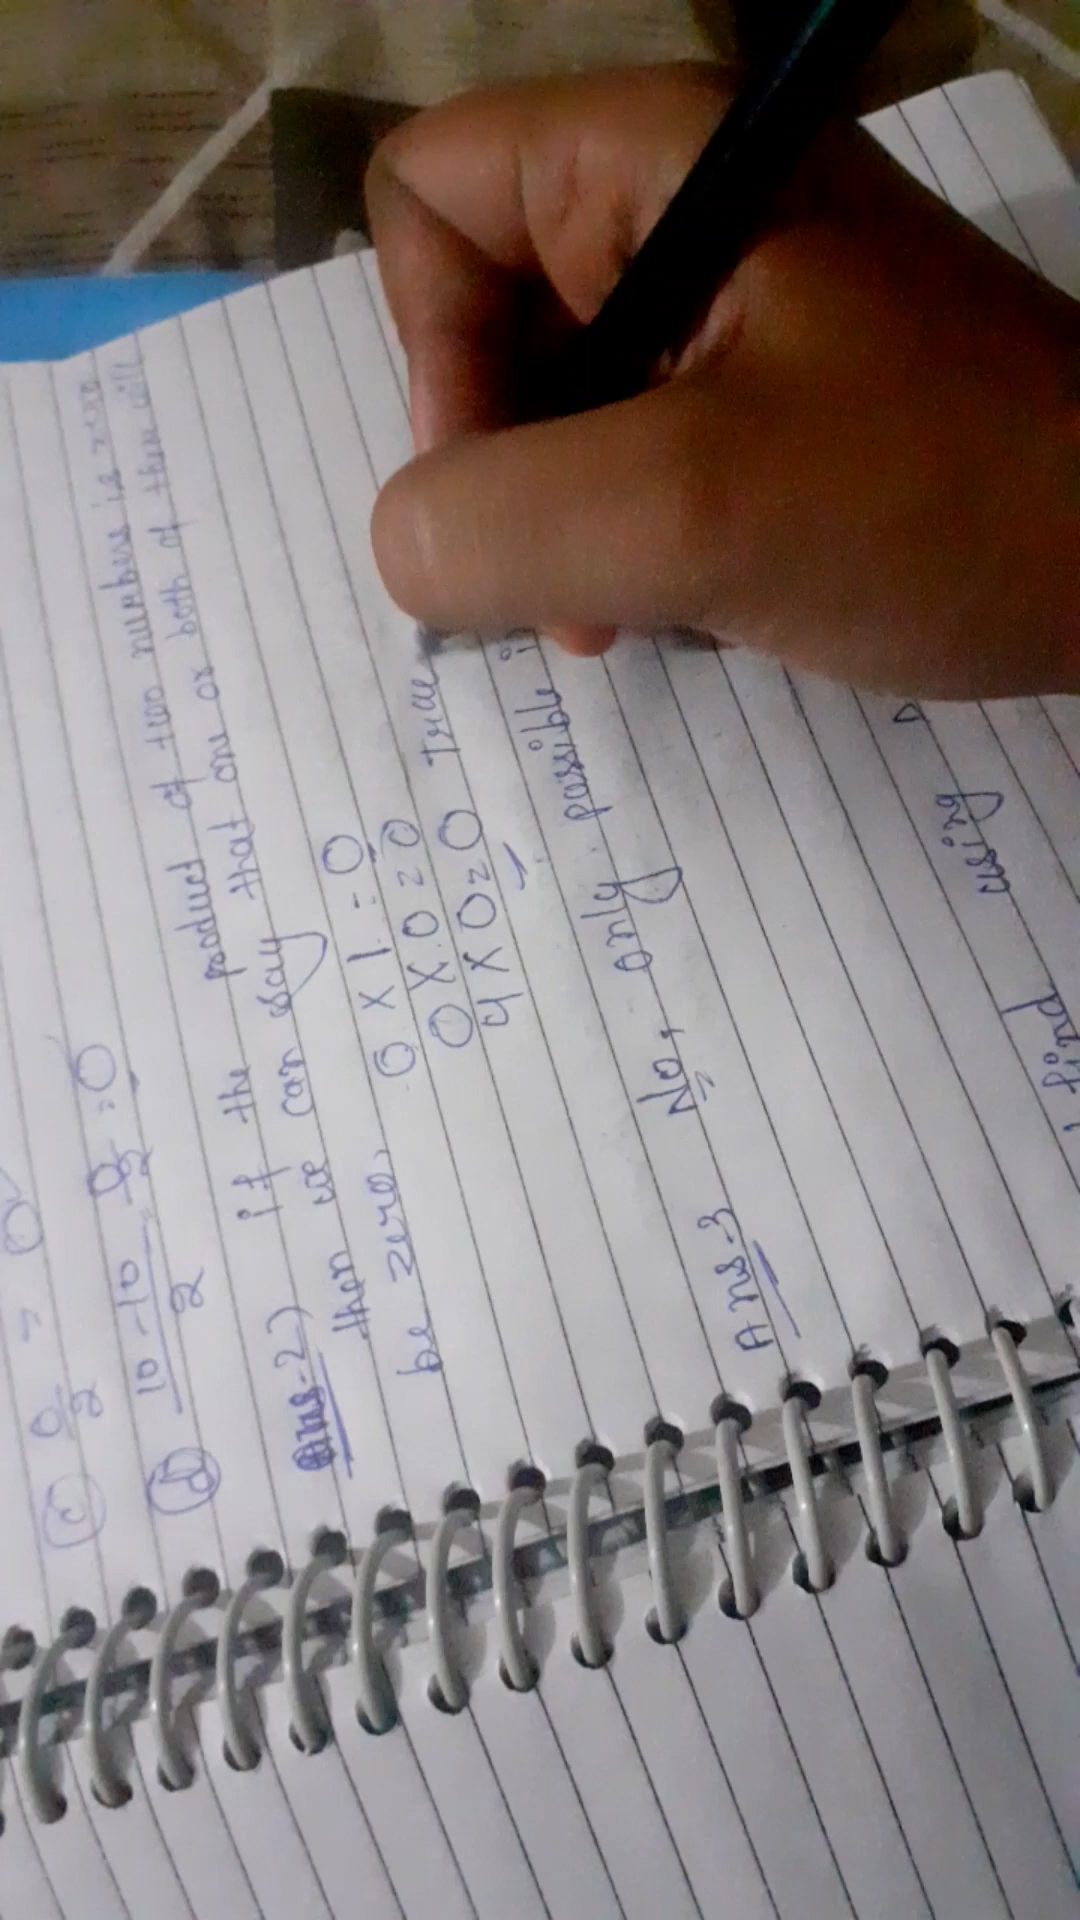 (c) 0/2 = 0
(d) 10-10/2 = 0/2 = 0
Ans-2) if the product of two numbers is zero
then we can say that one or both of them will
be zero, 0 x 1 = 0
0 x 0 = 0 True
4 x 0 = 0
Ans-3 No, only possible
1 find using